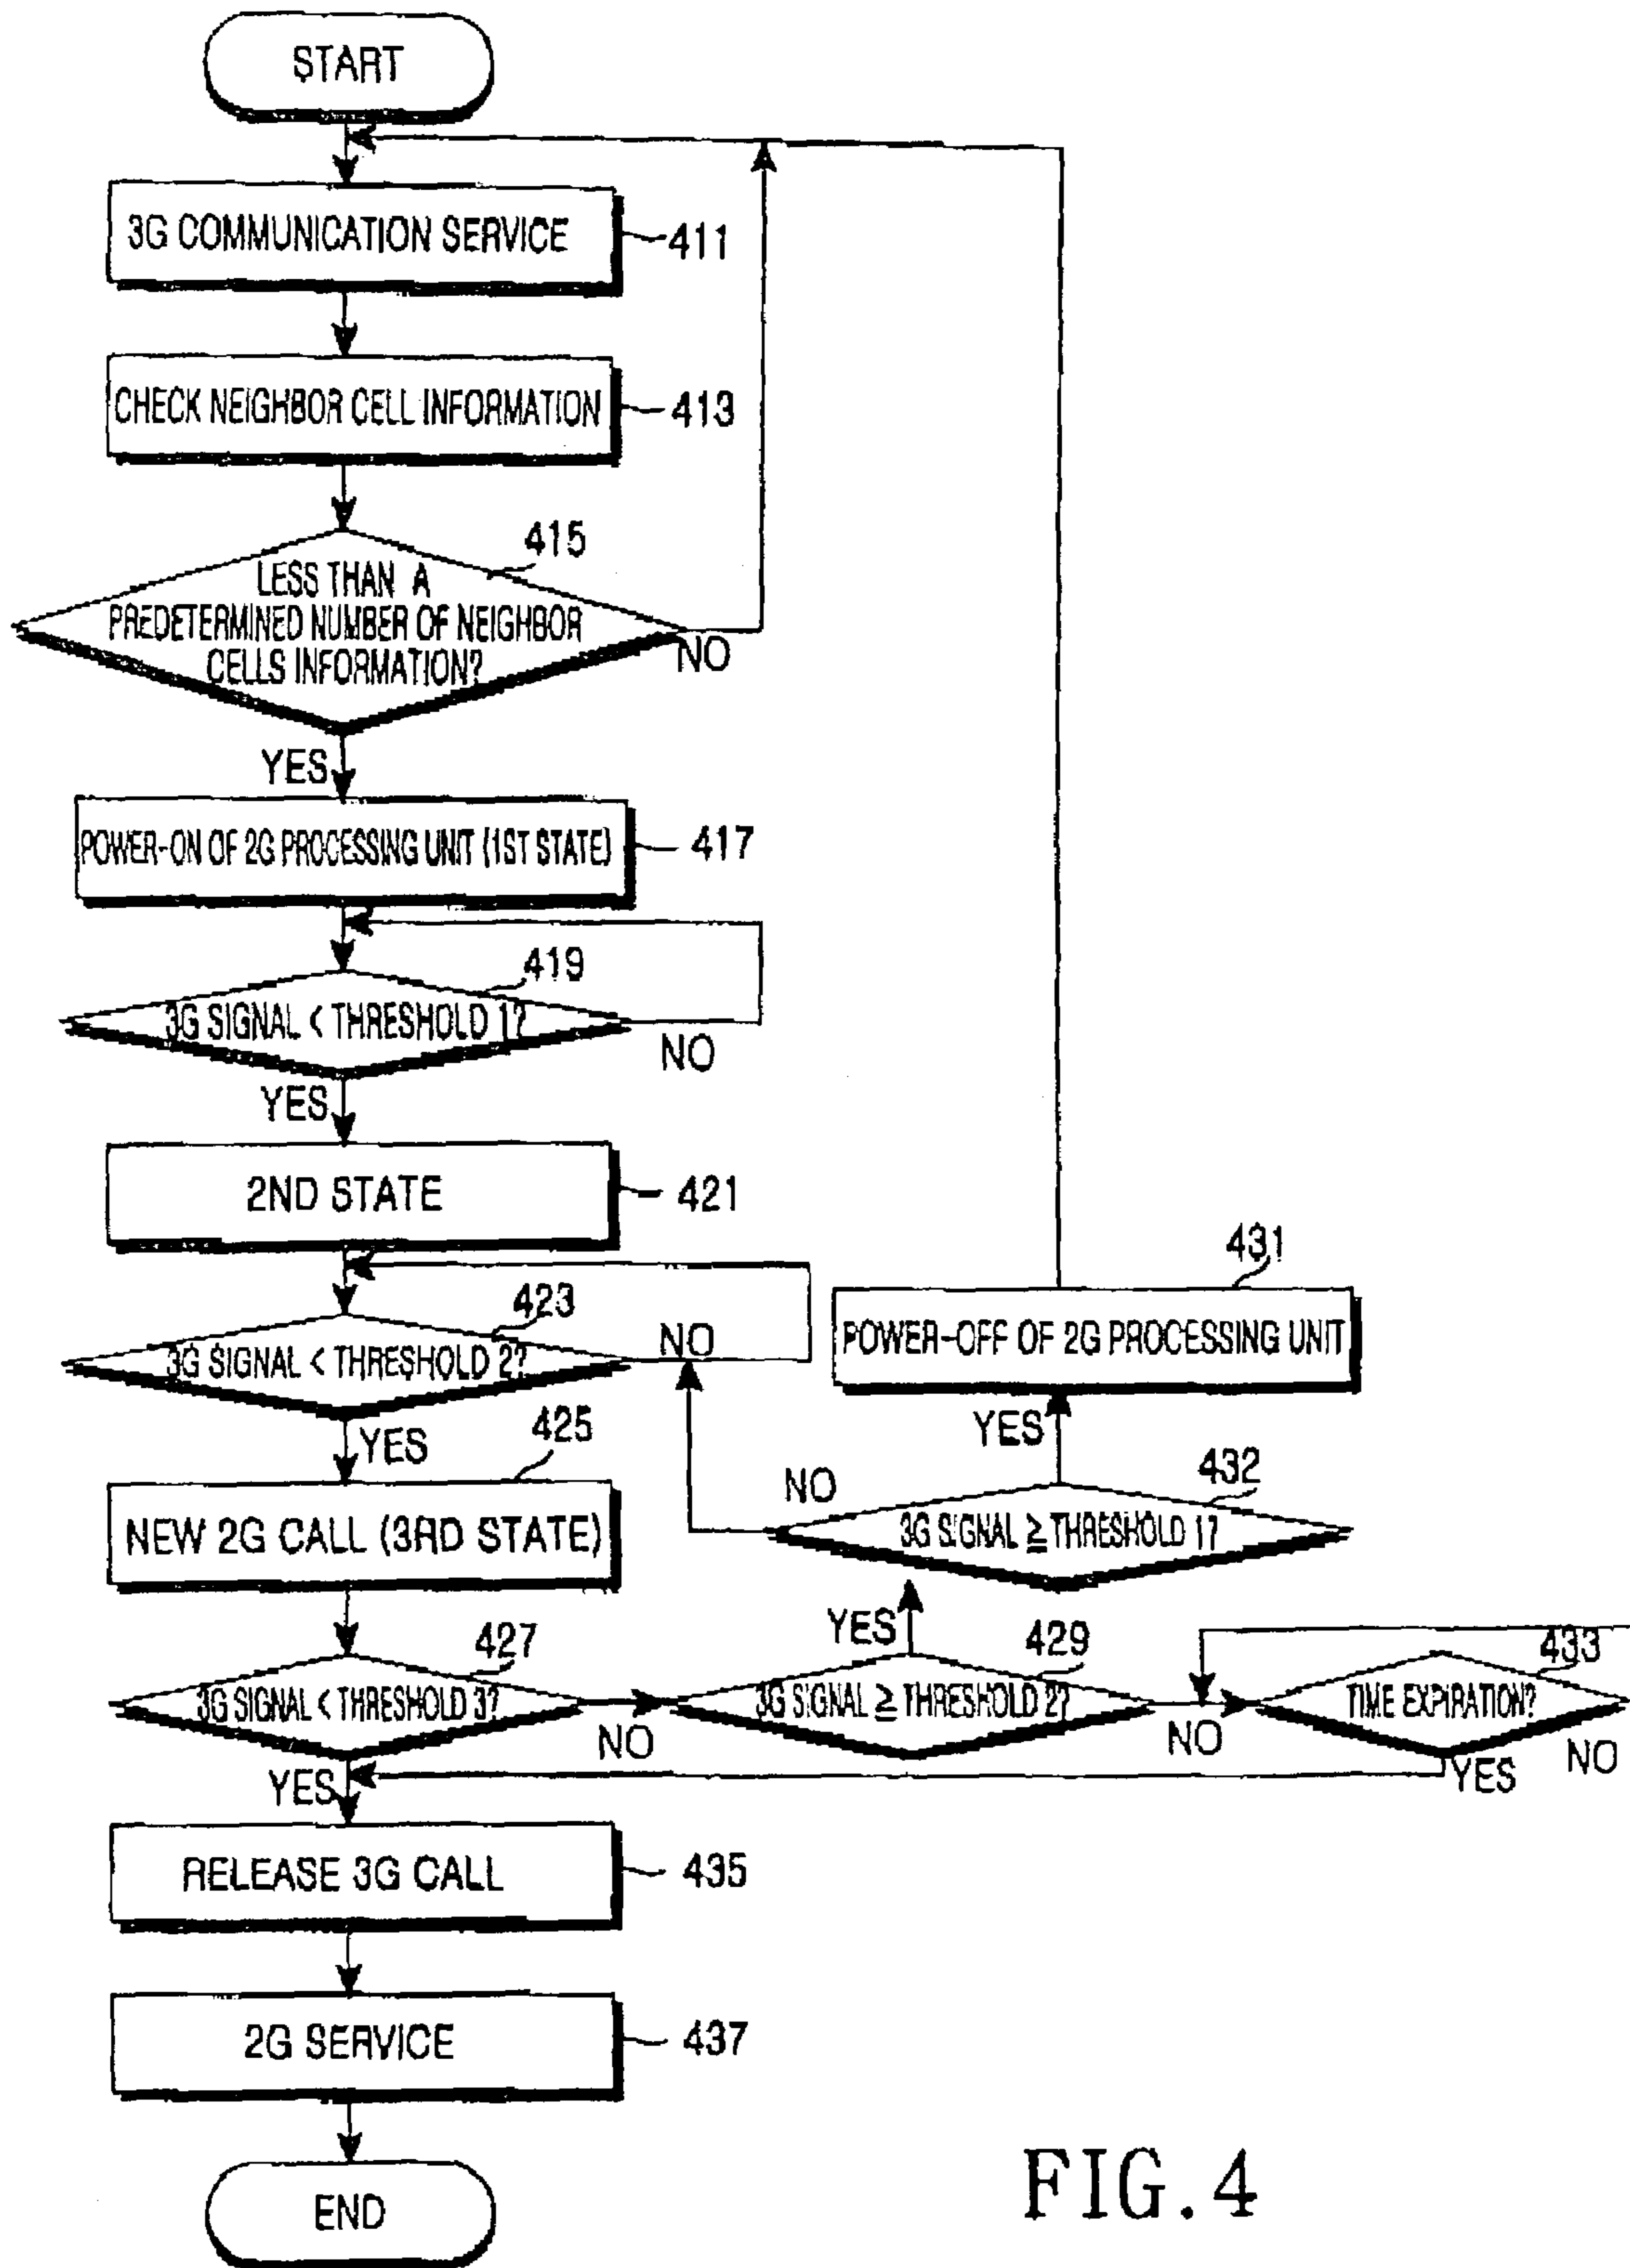 START
3G COMMUNICATION SERVICE
411
CHECK NEIGHBOR CELL INFORMATION
413
415
LESS THAN A
PREDETERMINED NUMBER OF NEIGHBOR
CELLS INFORMATION?
NO
YES
POWER-ON OF 2G PROCESSING UNIT (1ST STATE)
417
419
3G SIGNAL < THRESHOLD 1?
NO
YES
2ND STATE
421
423
3G SIGNAL < THRESHOLD 2?
NO
YES
431
POWER-OFF OF 2G PROCESSING UNIT
YES
425
NEW 2G CALL (3RD STATE)
NO
432
3G SIGNAL ≧ THRESHOLD 1?
YES
427
3G SIGNAL < THRESHOLD 3?
NO
429
3G SIGNAL ≧ THRESHOLD 2?
NO
433
TIME EXPIRATION?
NO
YES
YES
RELEASE 3G CALL
435
2G SERVICE
437
END
FIG.4